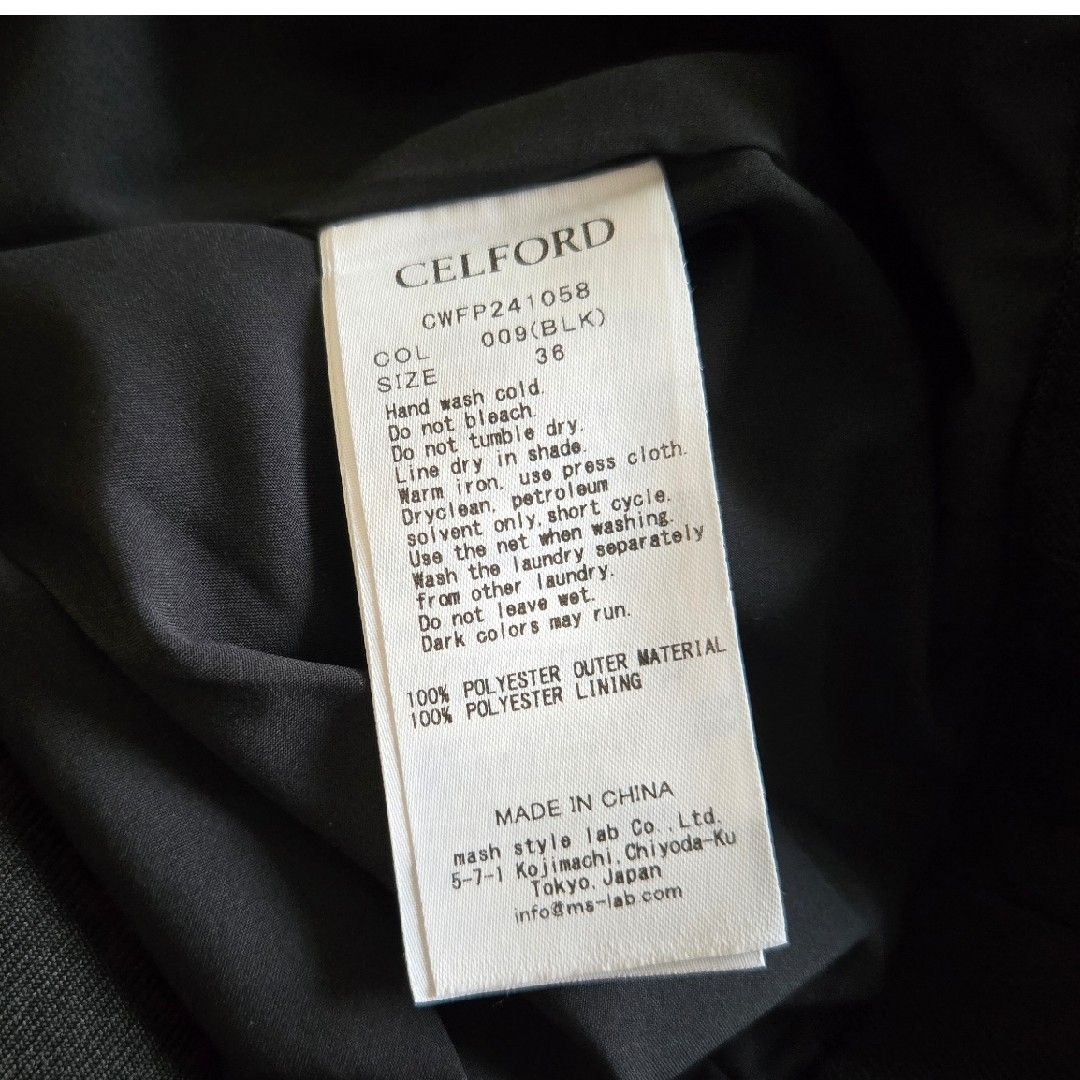 CELFORD
CWFP241058
COL 009(BLK)
SIZE 36
Hand wash cold.
Do not bleach.
Do not tumble dry.
Line dry in shade.
Warm iron, use press cloth.
Dryclean, petroleum
solvent only,short cycle.
Use the net when washing.
Wash the laundry separately
from other laundry.
Do not leave wet.
Dark colors may run.
100% POLYESTER OUTER MATERIAL
100% POLYESTER LINING
MADE IN CHINA
mash style lab Co.,Ltd.
5-7-1 Kojimachi,Chiyoda-Ku
Tokyo,Japan
info@ms-lab.com